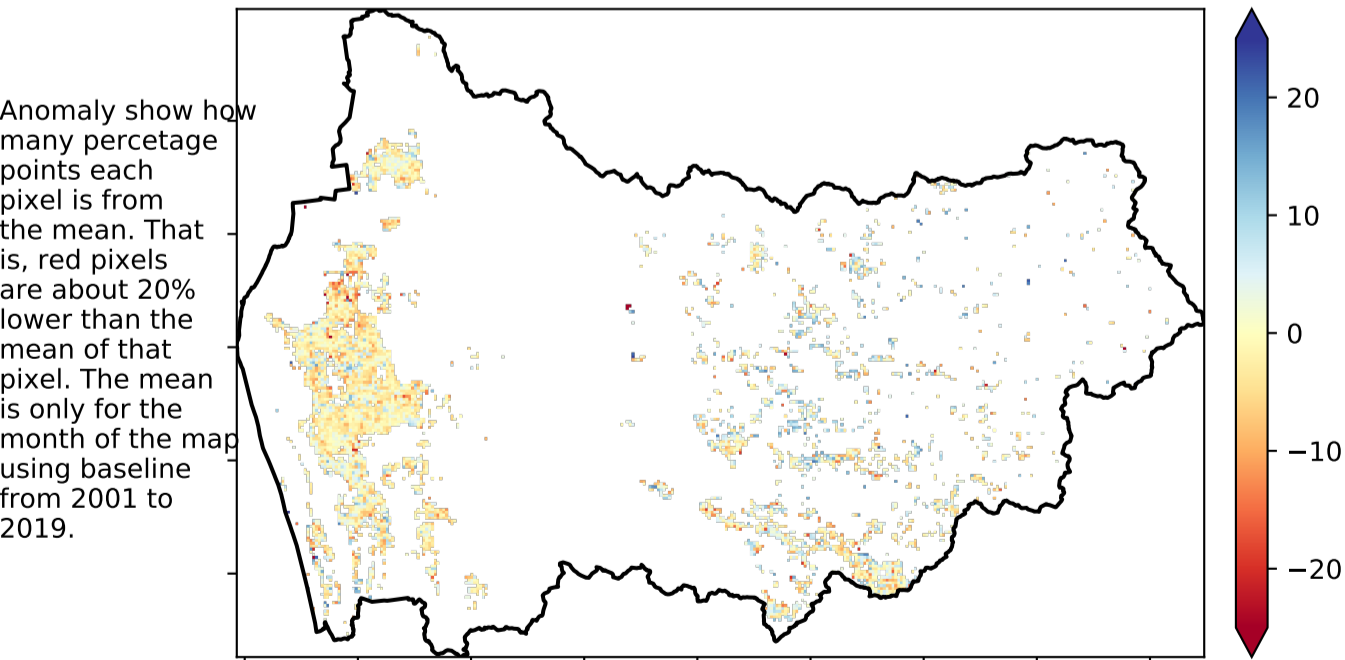 Anomaly show how
many percetage
points each
pixel is from
the mean. That
is, red pixels
are about 20%
lower than the
mean of that
pixel. The mean
is only for the
month of the map
using baseline
from 2001 to
2019.
20
10
0
−10
−20